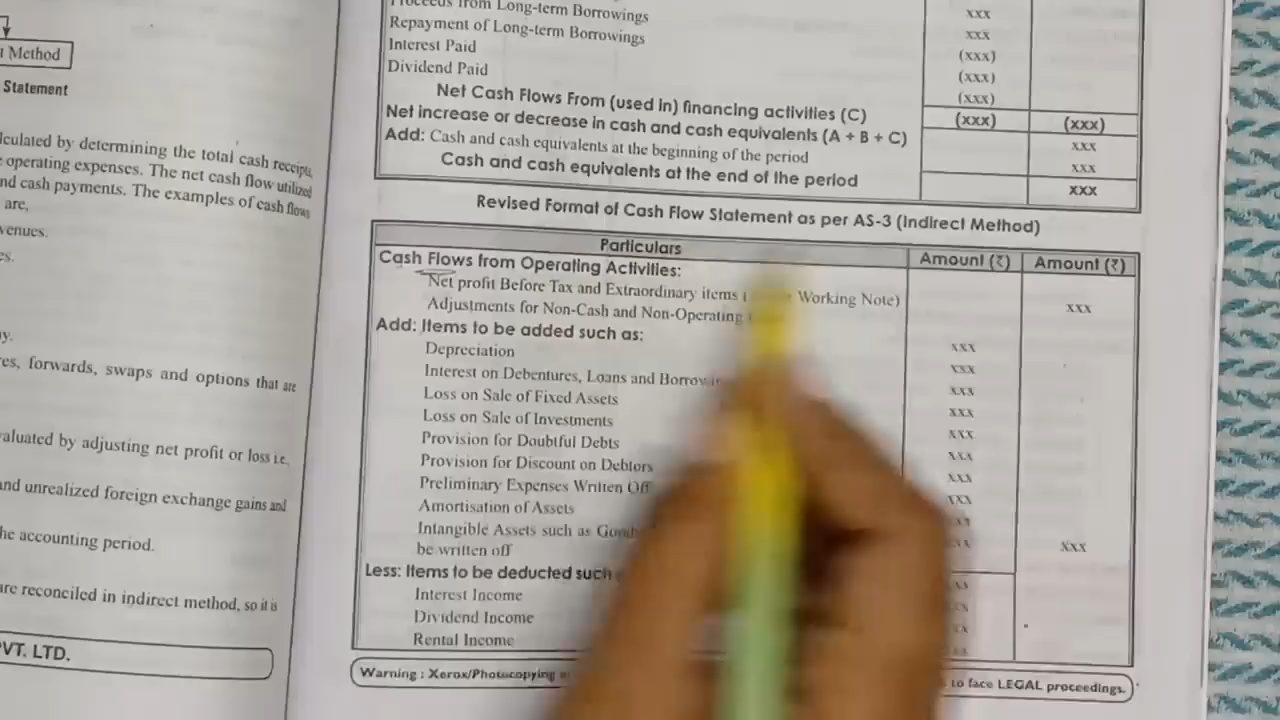 t Method
Statement
lculated by determining the total cash receipts,
operating expenses. The net cash flow utilized
nd cash payments. The examples of cash flows
are,
venues.
es.
y.
es, forwards, swaps and options that are
valuated by adjusting net profit or loss i.e.,
and unrealized foreign exchange gains and
he accounting period.
are reconciled in indirect method, so it is
PVT. LTD.
from Long-term Borrowings xxx
Repayment of Long-term Borrowings xxx
Interest Paid (xxx)
Dividend Paid (xxx)
(xxx)
Net Cash Flows From (used in) financing activities (C) (xxx) (xxx)
Net increase or decrease in cash and cash equivalents (A + B + C) xxx
Add: Cash and cash equivalents at the beginning of the period xxx
Cash and cash equivalents at the end of the period xxx
Revised Format of Cash Flow Statement as per AS-3 (Indirect Method)
Particulars Amount (₹) Amount (₹)
Cash Flows from Operating Activities:
Net profit Before Tax and Extraordinary items ( Working Note) xxx
Adjustments for Non-Cash and Non-Operating
Add: Items to be added such as:
Depreciation xxx
Interest on Debentures, Loans and xxx
Loss on Sale of Fixed Assets xxx
Loss on Sale of Investments xxx
Provision for Doubtful Debts xxx
Provision for Discount on Debtors xxx
Preliminary Expenses Written Off xxx
Amortisation of Assets xxx
Intangible Assets such as
be written off xxx
Less: Items to be deducted such
Interest Income
Dividend Income
Rental Income
Warning : Xerox/Photocopying to face LEGAL proceedings.